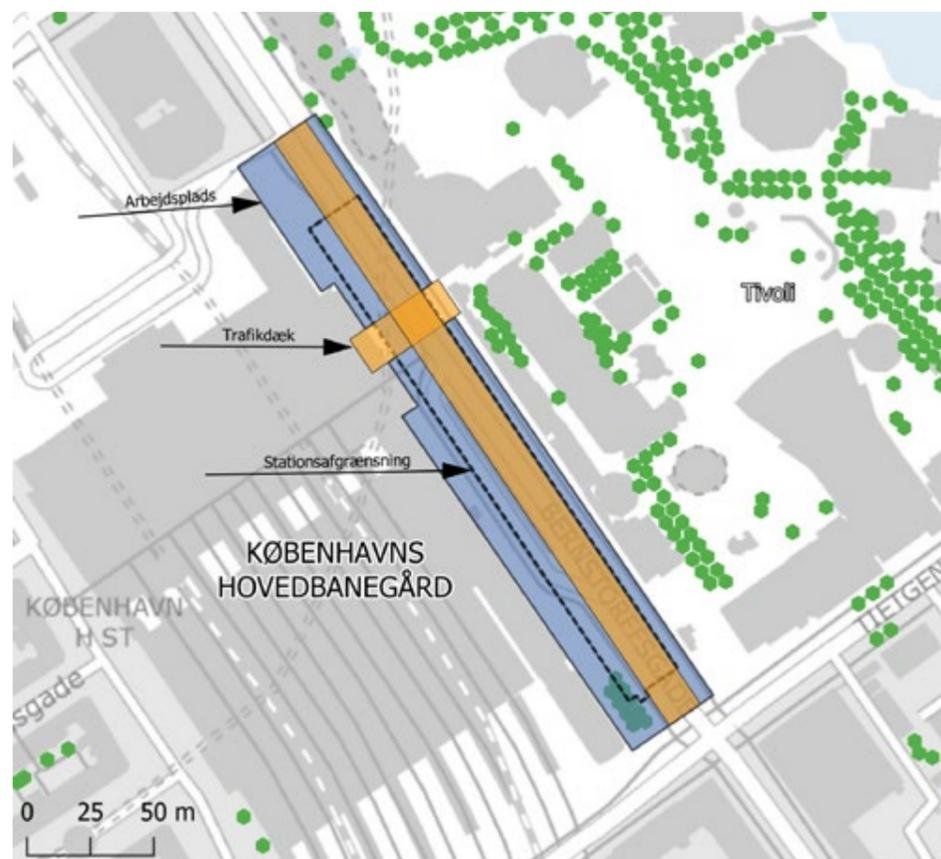 Arbejdsplads
Tivoli
Trafikdæk
Stationsafgrænsning
BERNSTORFFSGADE
KØBENHAVNS
HOVEDBANEGÅRD
KØBENHAVN
H ST
TIETGEN
sgade
0 25 50 m